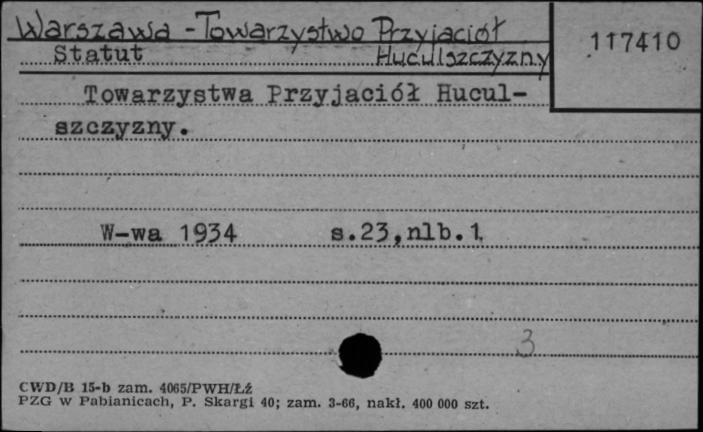 Warszawa - Towarzystwo Przyjaciół
117410
Statut Huculszczyzny
Towarzystwa Przyjaciół Hucul-
szczyzny.
W-wa 1934 s.23,nlb.1.
3
CWD/B 15-b zam. 4065/PWH/ŁŹ
PZG w Pabianicach, P. Skargi 40; zam. 3-66, nakł. 400 000 szt.